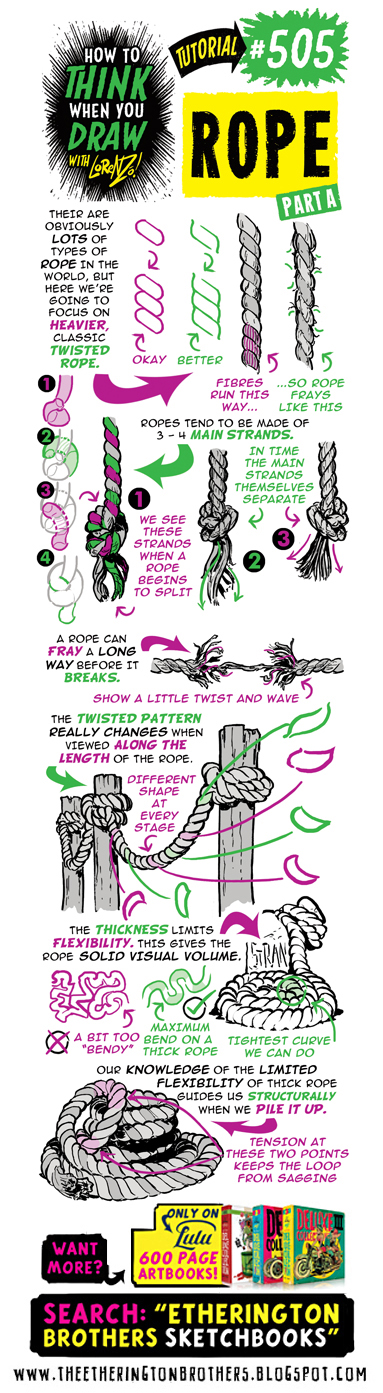 HOW TO
THINK
WHEN YOU
DRAW
WITH LORENZO!
TUTORIAL
#505
ROPE
PART A
THEIR ARE
OBVIOUSLY
LOTS OF
TYPES OF
ROPE IN THE
WORLD, BUT
HERE WE'RE
GOING TO
FOCUS ON
HEAVIER,
CLASSIC
TWISTED
ROPE.
OKAY
BETTER
FIBRES
RUN THIS
WAY...
...SO ROPE
FRAYS
LIKE THIS
1
2
3
4
ROPES TEND TO BE MADE OF
3 - 4 MAIN STRANDS.
1
WE SEE
THESE
STRANDS
WHEN A
ROPE
BEGINS
TO SPLIT
IN TIME
THE MAIN
STRANDS
THEMSELVES
SEPARATE
2
3
A ROPE CAN
FRAY A LONG
WAY BEFORE IT
BREAKS.
SHOW A LITTLE TWIST AND WAVE
THE TWISTED PATTERN
REALLY CHANGES WHEN
VIEWED ALONG THE
LENGTH OF THE ROPE.
DIFFERENT
SHAPE
AT
EVERY
STAGE
THE THICKNESS LIMITS
FLEXIBILITY. THIS GIVES THE
ROPE SOLID VISUAL VOLUME.
A BIT TOO
"BENDY"
MAXIMUM
BEND ON A
THICK ROPE
TIGHTEST CURVE
WE CAN DO
OUR KNOWLEDGE OF THE LIMITED
FLEXIBILITY OF THICK ROPE
GUIDES US STRUCTURALLY
WHEN WE PILE IT UP.
TENSION AT
THESE TWO POINTS
KEEPS THE LOOP
FROM SAGGING
WANT
MORE?
ONLY ON
Lulu
600 PAGE
ARTBOOKS!
SEARCH: "ETHERINGTON
BROTHERS SKETCHBOOKS"
WWW.THEETHERINGTONBROTHERS.BLOGSPOT.COM